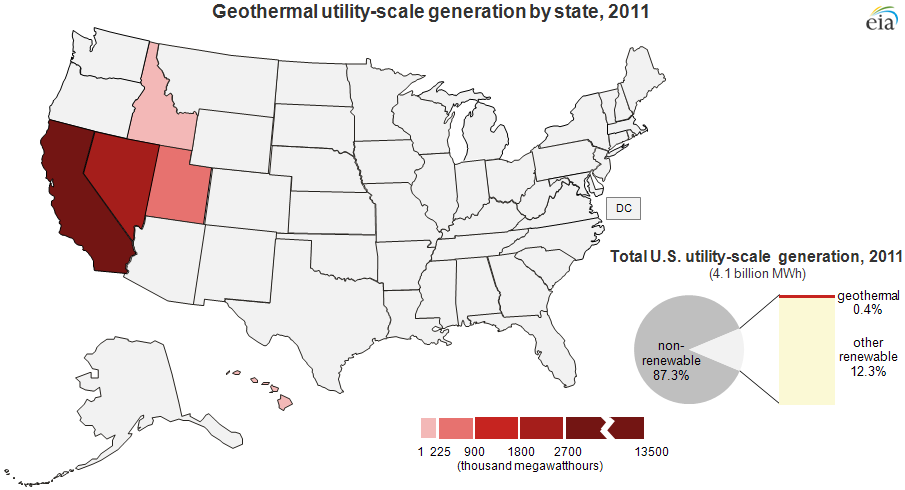 Geothermal utility-scale generation by state, 2011
eia
DC
Total U.S. utility-scale generation, 2011
(4.1 billion MWh)
geothermal
0.4%
non-
renewable
87.3%
other
renewable
12.3%
1 225 900 1800 2700 13500
(thousand megawatthours)